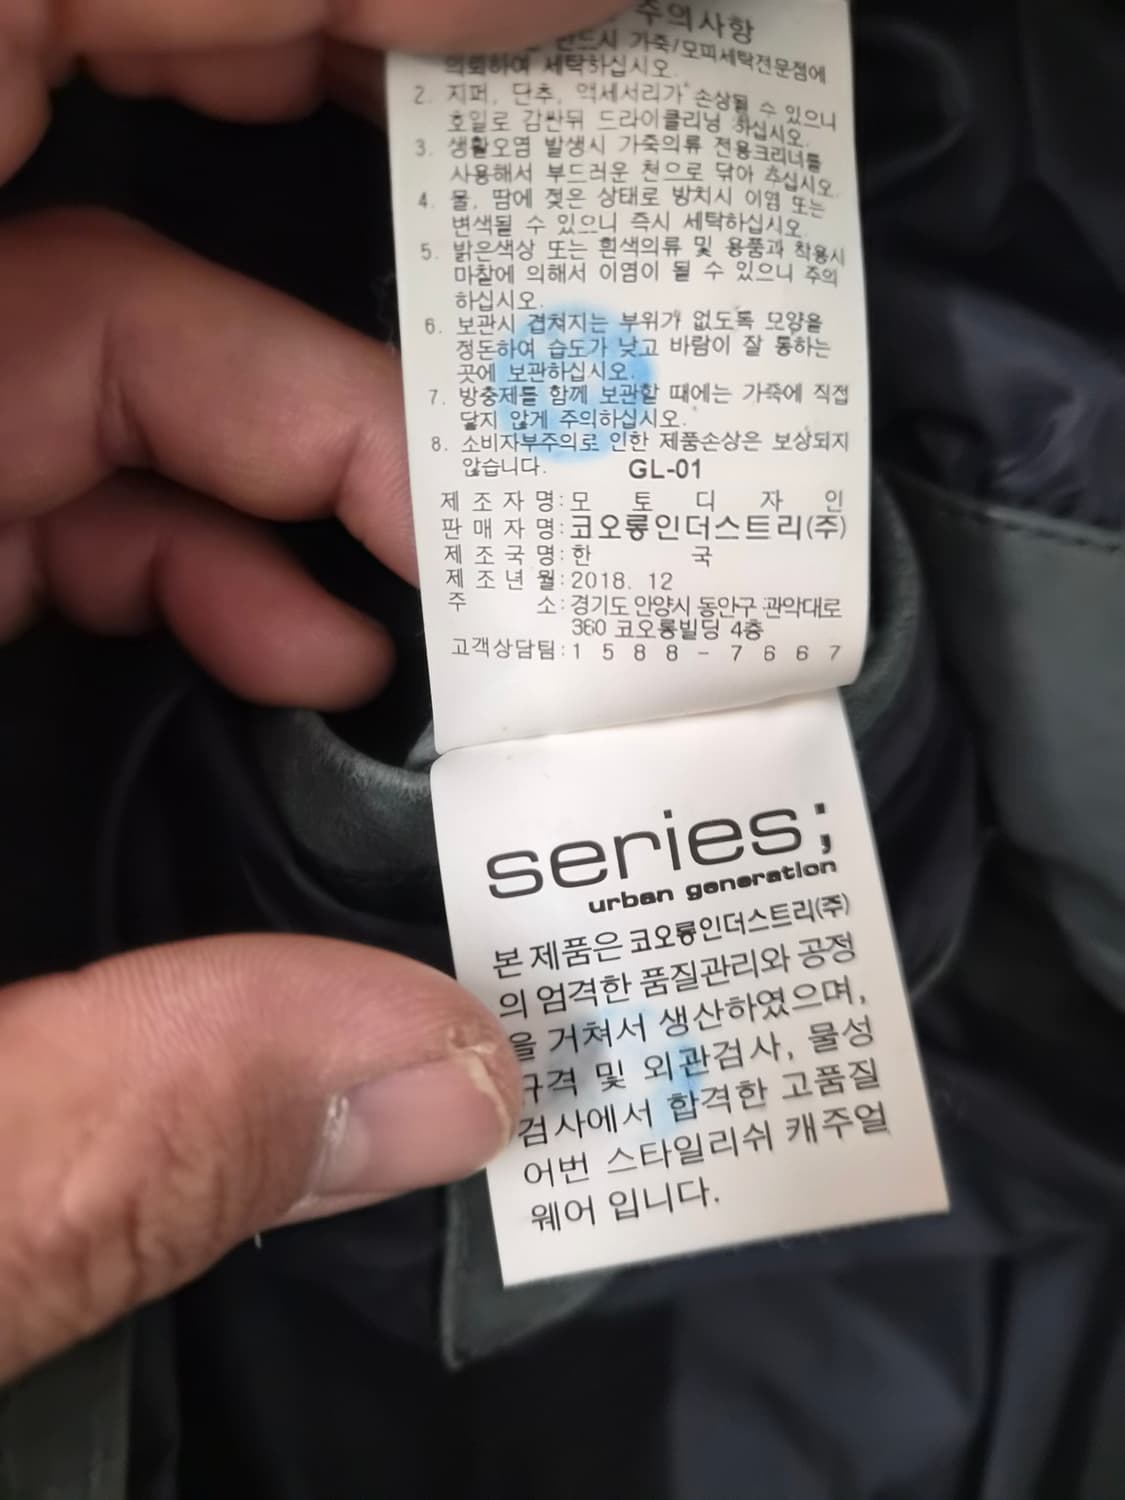 주의사항
반드시 가죽/모피세탁전문점에
의뢰하여 세탁하십시오.
2. 지퍼, 단추, 액세서리가 손상될 수 있으니
호일로 감싼뒤 드라이클리닝 하십시오.
3. 생활오염 발생시 가죽의류 전용크리너를
사용해서 부드러운 천으로 닦아 주십시오.
4. 물, 땀에 젖은 상태로 방치시 이염 또는
변색될 수 있으니 즉시 세탁하십시오.
5. 밝은색상 또는 흰색의류 및 용품과 착용시
마찰에 의해서 이염이 될 수 있으니 주의
하십시오.
6. 보관시 겹쳐지는 부위가 없도록 모양을
정돈하여 습도가 낮고 바람이 잘 통하는
곳에 보관하십시오.
7. 방충제를 함께 보관할 때에는 가죽에 직접
닿지 않게 주의하십시오.
8. 소비자부주의로 인한 제품손상은 보상되지
않습니다. GL-01
제조자명:모토디자인
판매자명:코오롱인더스트리(주)
제조국명:한국
제조년월:2018. 12
주소:경기도 안양시 동안구 관악대로
360 코오롱빌딩 4층
고객상담팀:1588-7667
series;
urban generation
본 제품은 코오롱인더스트리(주)
의 엄격한 품질관리와 공정
을 거쳐서 생산하였으며,
규격 및 외관검사, 물성
검사에서 합격한 고품질
어번 스타일리쉬 캐주얼
웨어 입니다.